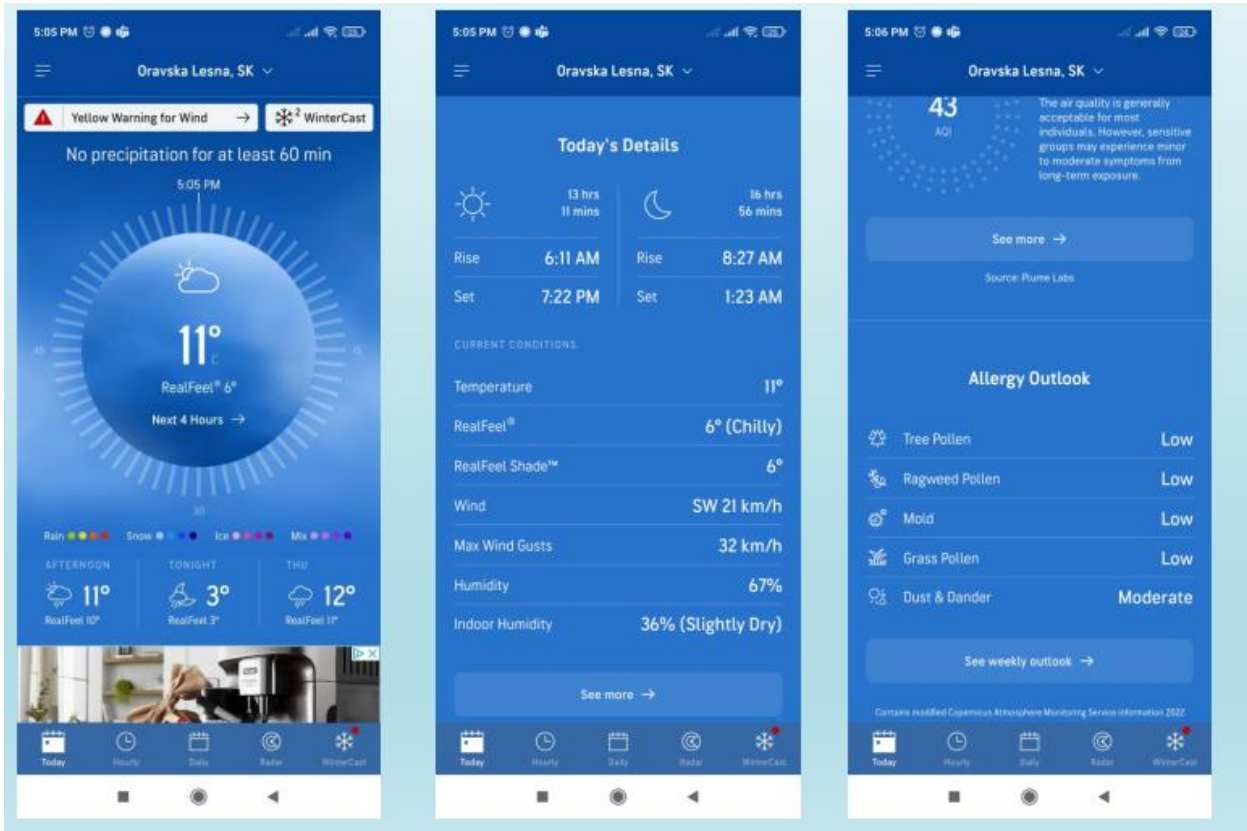 5:05 PM
Oravska Lesna, SK
Yellow Warning for Wind →
2 WinterCast
No precipitation for at least 60 min
5:05 PM
45
15
11°
C
RealFeel® 6°
Next 4 Hours →
30
Rain Snow Ice Mix
AFTERNOON TONIGHT THU
11° 3° 12°
RealFeel 10° RealFeel 3° RealFeel 11°
Today Hourly Daily Radar WinterCast
5:05 PM
Oravska Lesna, SK
Today's Details
13 hrs 16 hrs
11 mins 56 mins
Rise 6:11 AM Rise 8:27 AM
Set 7:22 PM Set 1:23 AM
CURRENT CONDITIONS
Temperature 11°
RealFeel® 6° (Chilly)
RealFeel Shade™ 6°
Wind SW 21 km/h
Max Wind Gusts 32 km/h
Humidity 67%
Indoor Humidity 36% (Slightly Dry)
See more →
Today Hourly Daily Radar WinterCast
5:06 PM
Oravska Lesna, SK
43
AQI
The air quality is generally
acceptable for most
individuals. However, sensitive
groups may experience minor
to moderate symptoms from
long-term exposure.
See more →
Source: Plume Labs
Allergy Outlook
Tree Pollen Low
Ragweed Pollen Low
Mold Low
Grass Pollen Low
Dust & Dander Moderate
See weekly outlook →
Contains modified Copernicus Atmosphere Monitoring Service information 2022
Today Hourly Daily Radar WinterCast